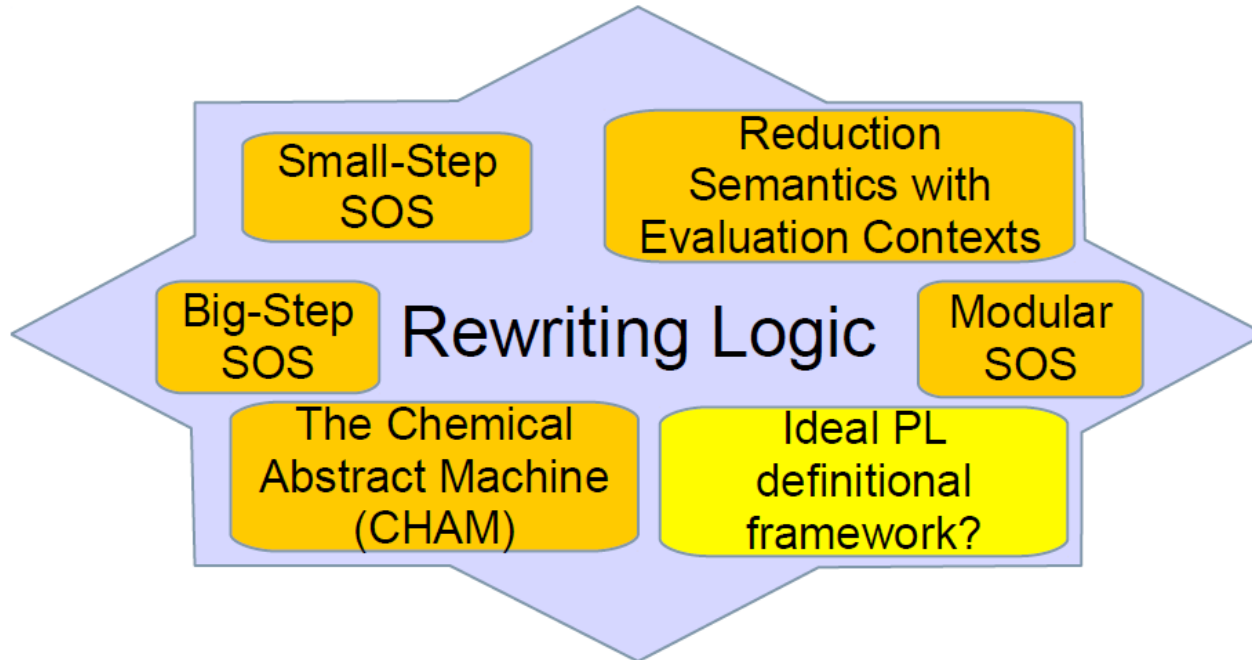 Small-Step
SOS
Reduction
Semantics with
Evaluation Contexts
Big-Step
SOS
Rewriting Logic
Modular
SOS
The Chemical
Abstract Machine
(CHAM)
Ideal PL
definitional
framework?